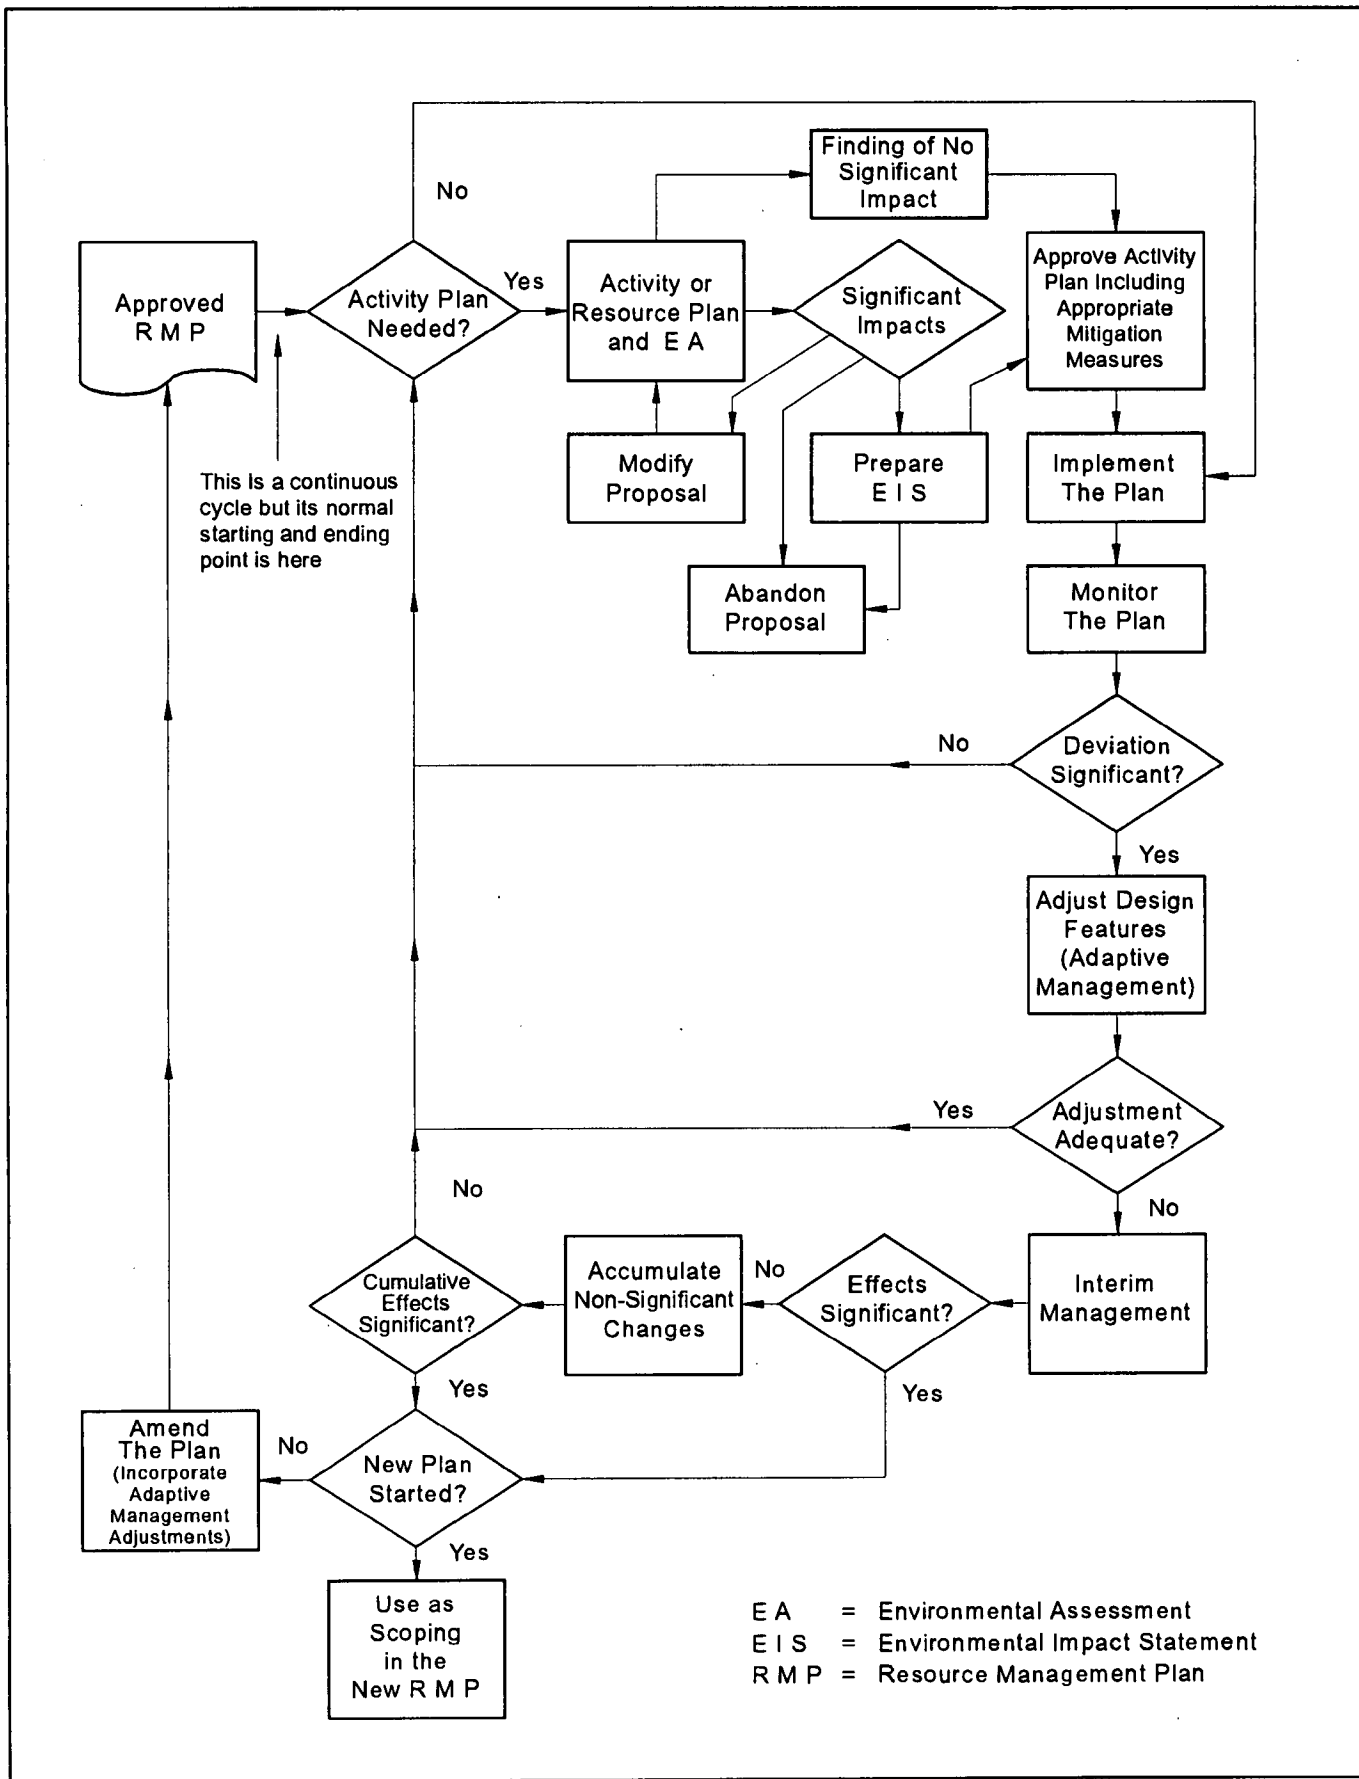 No
Finding of No
Significant
Impact
Approved
R M P
Activity Plan
Needed?
Yes
Activity or
Resource Plan
and E A
Significant
Impacts
Approve Activity
Plan Including
Appropriate
Mitigation
Measures
This is a continuous
cycle but its normal
starting and ending
point is here
Modify
Proposal
Prepare
E I S
Implement
The Plan
Abandon
Proposal
Monitor
The Plan
No
Deviation
Significant?
Yes
Adjust Design
Features
(Adaptive
Management)
Yes
Adjustment
Adequate?
No
No
Cumulative
Effects
Significant?
Accumulate
Non-Significant
Changes
No
Effects
Significant?
Interim
Management
Yes
Yes
Amend
The Plan
(Incorporate
Adaptive
Management
Adjustments)
No
New Plan
Started?
Yes
Use as
Scoping
in the
New R M P
E A = Environmental Assessment
E I S = Environmental Impact Statement
R M P = Resource Management Plan